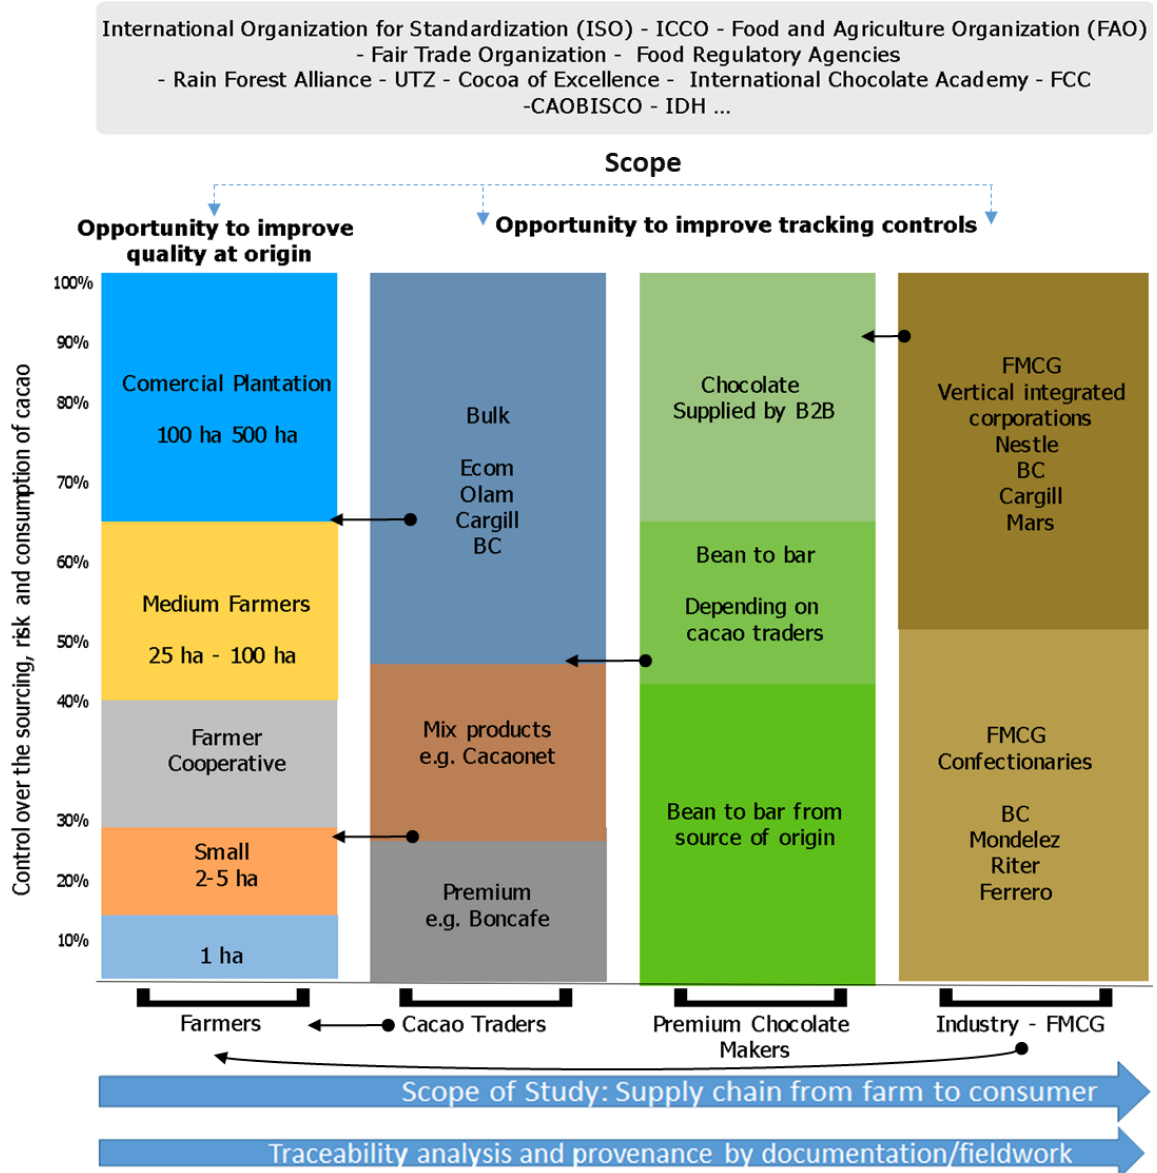 International Organization for Standardization (ISO) - ICCO - Food and Agriculture Organization (FAO)
- Fair Trade Organization - Food Regulatory Agencies
- Rain Forest Alliance - UTZ - Cocoa of Excellence - International Chocolate Academy - FCC
-CAOBISCO - IDH ...
Scope
Opportunity to improve
quality at origin
Opportunity to improve tracking controls
Control over the sourcing, risk and consumption of cacao
100%
90%
80%
70%
60%
50%
40%
30%
20%
10%
Comercial Plantation
100 ha 500 ha
Medium Farmers
25 ha - 100 ha
Farmer
Cooperative
Small
2-5 ha
1 ha
Bulk
Ecom
Olam
Cargill
BC
Mix products
e.g. Cacaonet
Premium
e.g. Boncafe
Chocolate
Supplied by B2B
Bean to bar
Depending on
cacao traders
Bean to bar from
source of origin
FMCG
Vertical integrated
corporations
Nestle
BC
Cargill
Mars
FMCG
Confectionaries
BC
Mondelez
Riter
Ferrero
Farmers
Cacao Traders
Premium Chocolate
Makers
Industry - FMCG
Scope of Study: Supply chain from farm to consumer
Traceability analysis and provenance by documentation/fieldwork